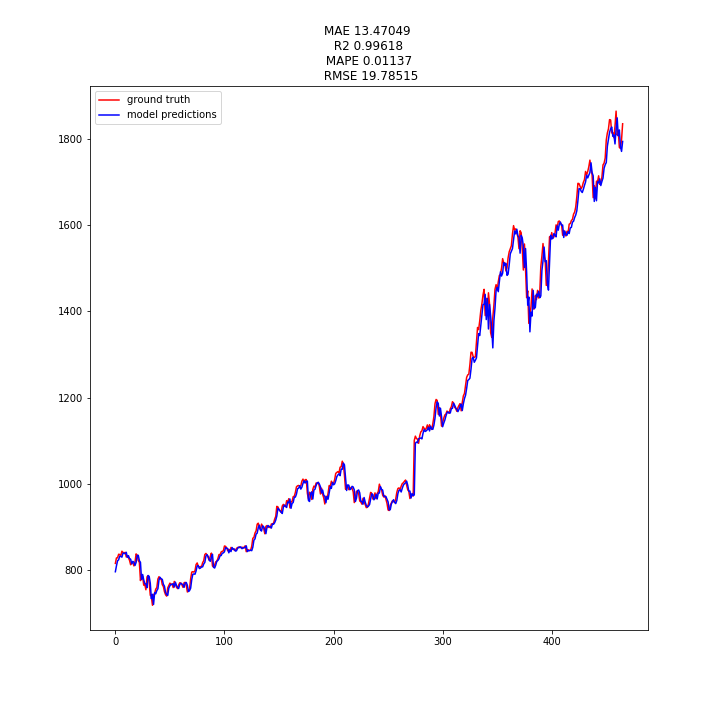 MAE 13.47049
R2 0.99618
MAPE 0.01137
RMSE 19.78515
ground truth
model predictions
1800
1600
1400
1200
1000
800
0
100
200
300
400